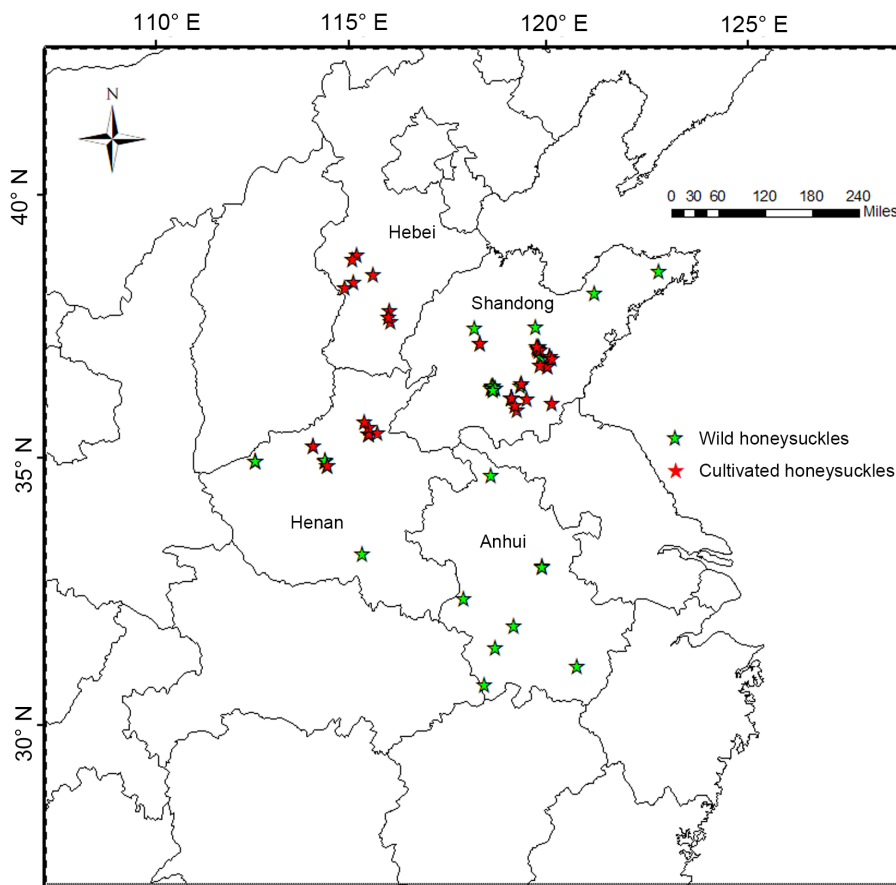 110° E 115° E 120° E 125° E
N
40° N
0 30 60 120 180 240
Miles
Hebei
Shandong
Wild honeysuckles
35° N
Cultivated honeysuckles
Henan
Anhui
30° N